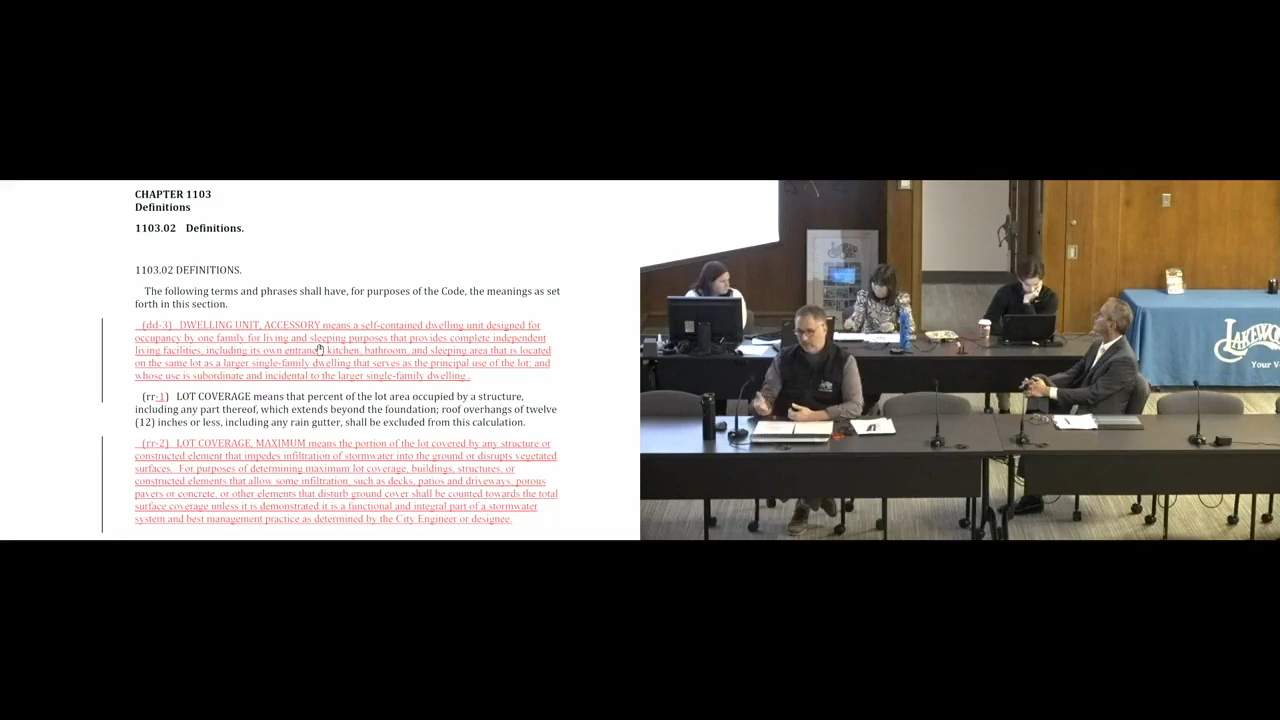 CHAPTER 1103
Definitions
1103.02 Definitions.
1103.02 DEFINITIONS.
The following terms and phrases shall have, for purposes of the Code, the meanings as set
forth in this section.
(dd-3) DWELLING UNIT, ACCESSORY means a self-contained dwelling unit designed for
occupancy by one family for living and sleeping purposes that provides complete independent
living facilities, including its own entrance, kitchen, bathroom, and sleeping area that is located
on the same lot as a larger single-family dwelling that serves as the principal use of the lot; and
whose use is subordinate and incidental to the larger single-family dwelling .
(rr-1) LOT COVERAGE means that percent of the lot area occupied by a structure,
including any part thereof, which extends beyond the foundation; roof overhangs of twelve
(12) inches or less, including any rain gutter, shall be excluded from this calculation.
(rr-2) LOT COVERAGE, MAXIMUM means the portion of the lot covered by any structure or
constructed element that impedes infiltration of stormwater into the ground or disrupts vegetated
surfaces. For purposes of determining maximum lot coverage, buildings, structures, or
constructed elements that allow some infiltration, such as decks, patios and driveways, porous
pavers or concrete, or other elements that disturb ground cover shall be counted towards the total
surface coverage unless it is demonstrated it is a functional and integral part of a stormwater
system and best management practice as determined by the City Engineer or designee.
LAKEWO
Your V